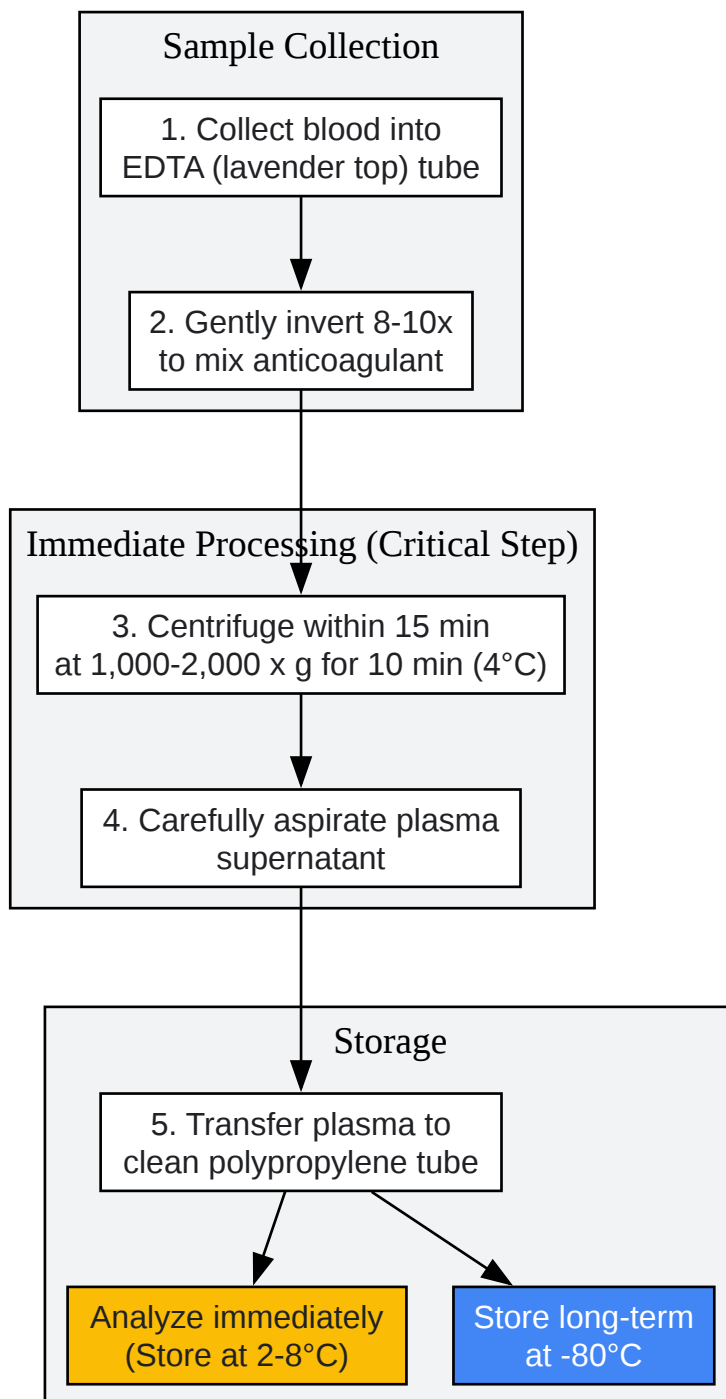 Sample Collection
1. Collect blood into
EDTA (lavender top) tube
2. Gently invert 8-10x
to mix anticoagulant
Immediate Processing (Critical Step)
3. Centrifuge within 15 min
at 1,000-2,000 x g for 10 min (4°C)
4. Carefully aspirate plasma
supernatant
Storage
5. Transfer plasma to
clean polypropylene tube
Analyze immediately
(Store at 2-8°C)
Store long-term
at -80°C